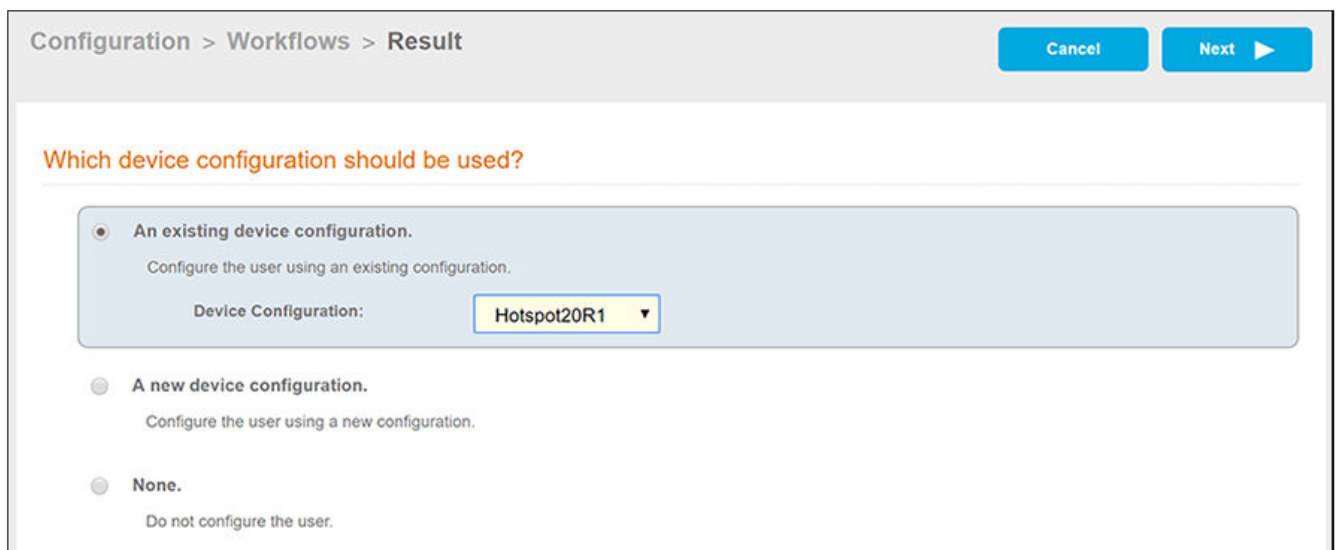 Configuration > Workflows > Result
Cancel
Next
Which device configuration should be used?
An existing device configuration.
Configure the user using an existing configuration.
Device Configuration:
Hotspot20R1
A new device configuration.
Configure the user using a new configuration.
None.
Do not configure the user.